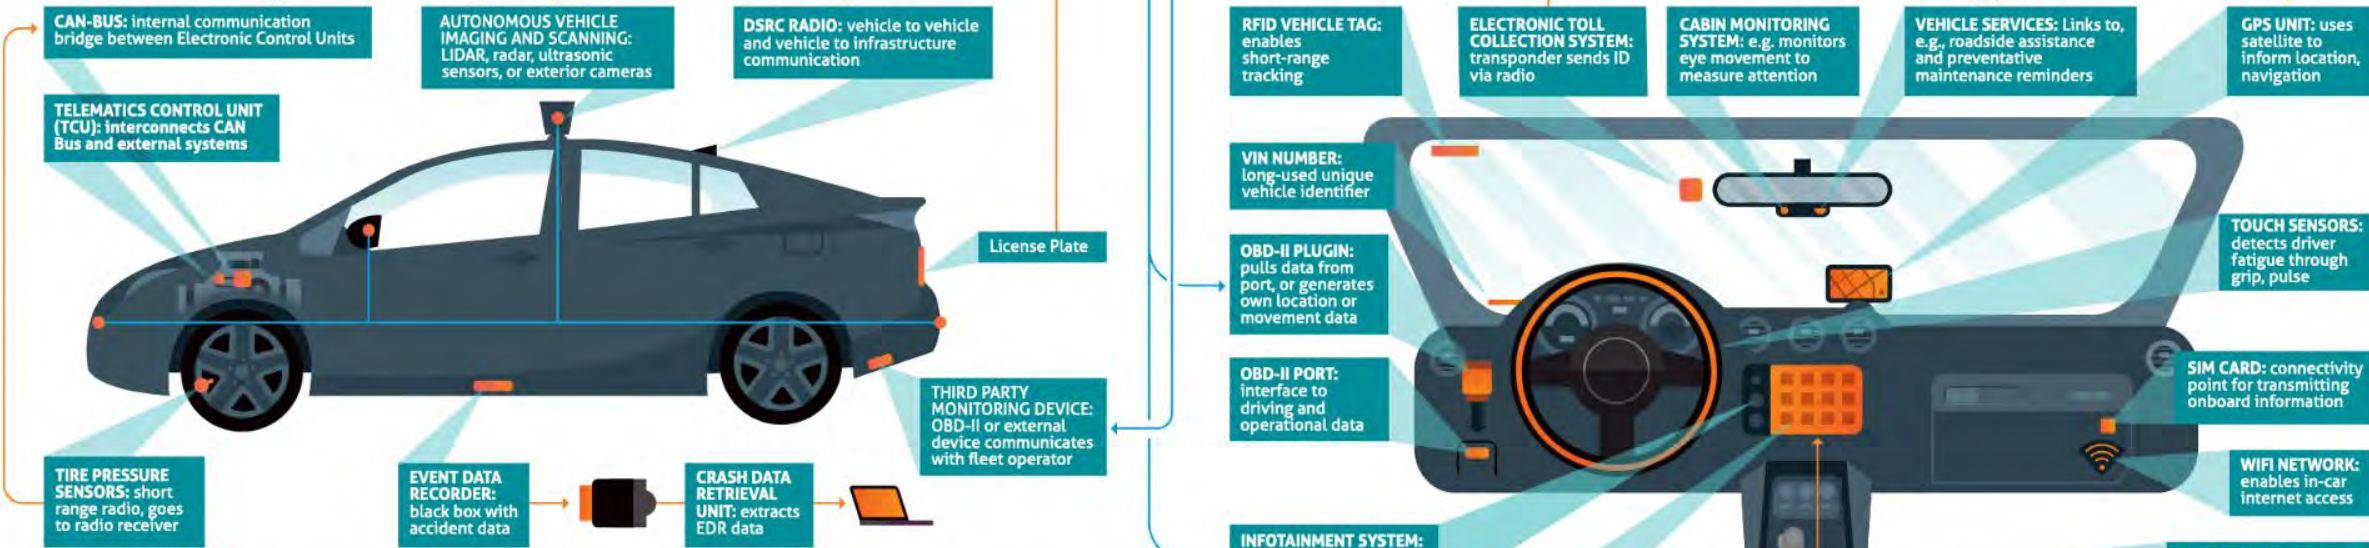 CAN-BUS: internal communication
bridge between Electronic Control Units
AUTONOMOUS VEHICLE
IMAGING AND SCANNING:
LIDAR, radar, ultrasonic
sensors, or exterior cameras
DSRC RADIO: vehicle to vehicle
and vehicle to infrastructure
communication
TELEMATICS CONTROL UNIT
(TCU): interconnects CAN
Bus and external systems
License Plate
THIRD PARTY
MONITORING DEVICE:
OBD-II or external
device communicates
with fleet operator
TIRE PRESSURE
SENSORS: short
range radio, goes
to radio receiver
EVENT DATA
RECORDER:
black box with
accident data
CRASH DATA
RETRIEVAL
UNIT: extracts
EDR data
RFID VEHICLE TAG:
enables
short-range
tracking
ELECTRONIC TOLL
COLLECTION SYSTEM:
transponder sends ID
via radio
CABIN MONITORING
SYSTEM: e.g. monitors
eye movement to
measure attention
VEHICLE SERVICES: Links to,
e.g., roadside assistance
and preventative
maintenance reminders
GPS UNIT: uses
satellite to
inform location,
navigation
VIN NUMBER:
long-used unique
vehicle identifier
OBD-II PLUGIN:
pulls data from
port, or generates
own location or
movement data
TOUCH SENSORS:
detects driver
fatigue through
grip, pulse
OBD-II PORT:
interface to
driving and
operational data
SIM CARD: connectivity
point for transmitting
onboard information
WIFI NETWORK:
enables in-car
internet access
INFOTAINMENT SYSTEM: